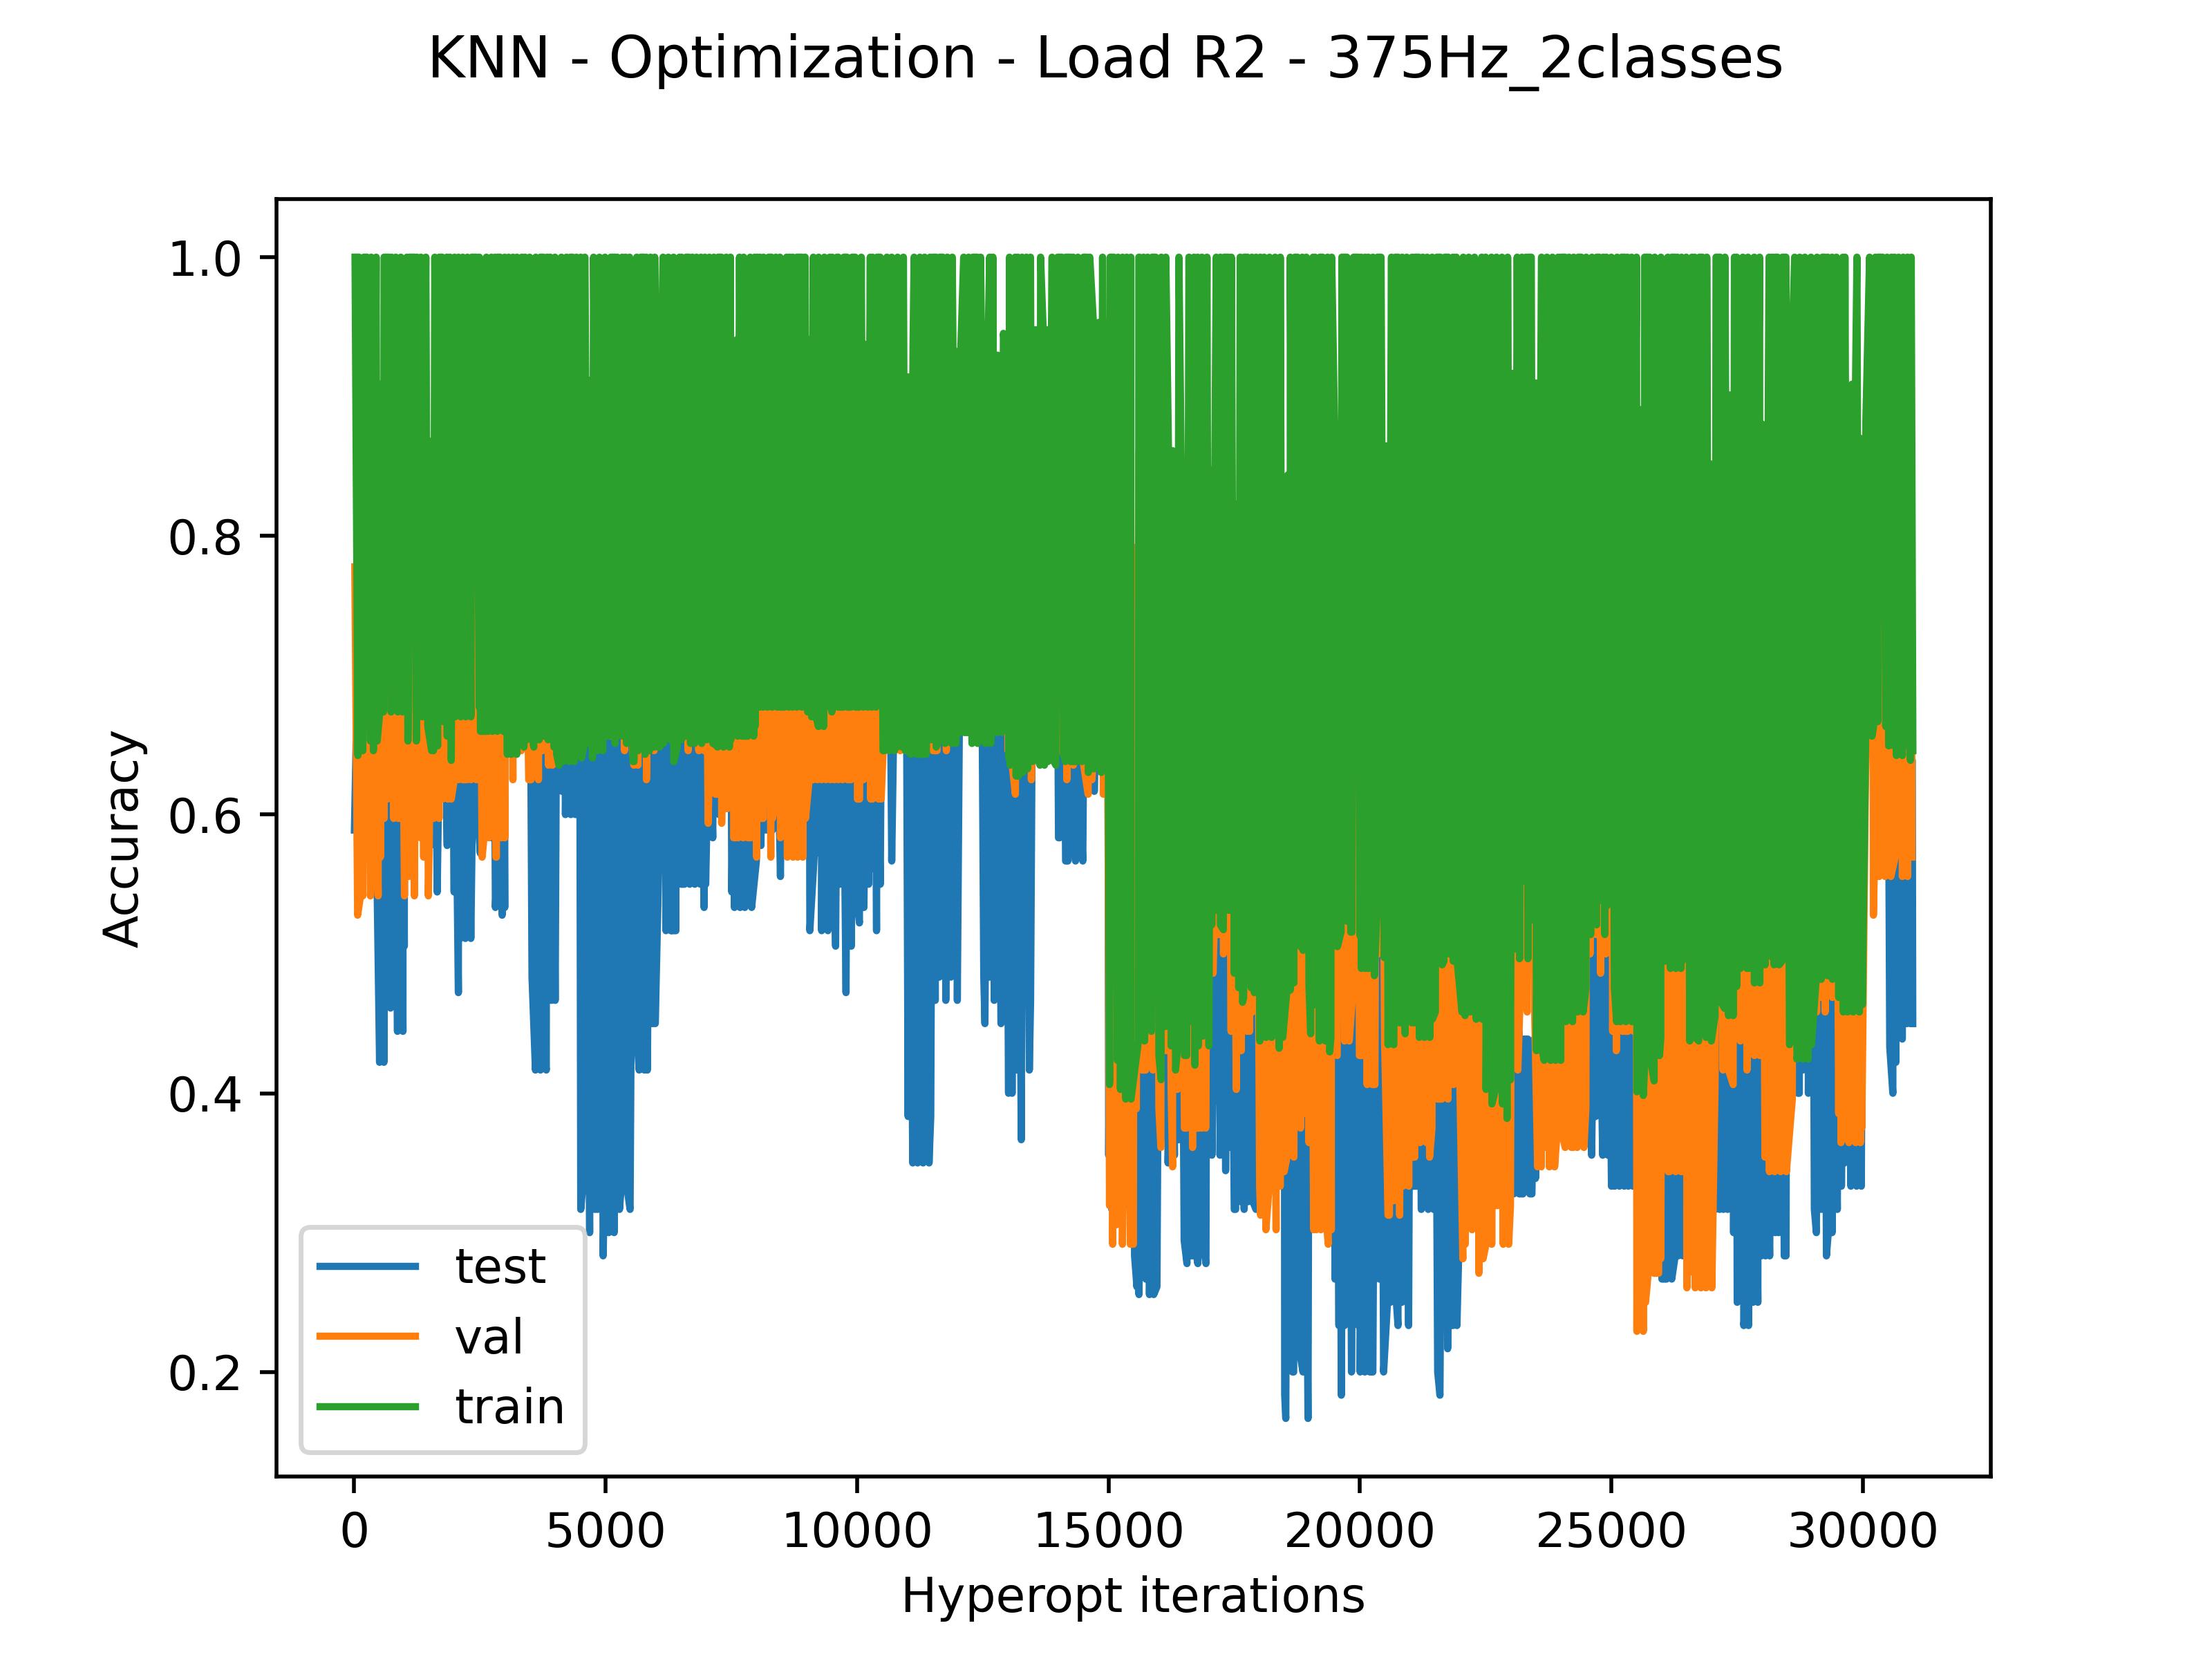 KNN - Optimization - Load R2 - 375Hz_2classes
1.0
0.8
0.6
0.4
0.2
Accuracy
test
val
train
0 5000 10000 15000 20000 25000 30000
Hyperopt iterations